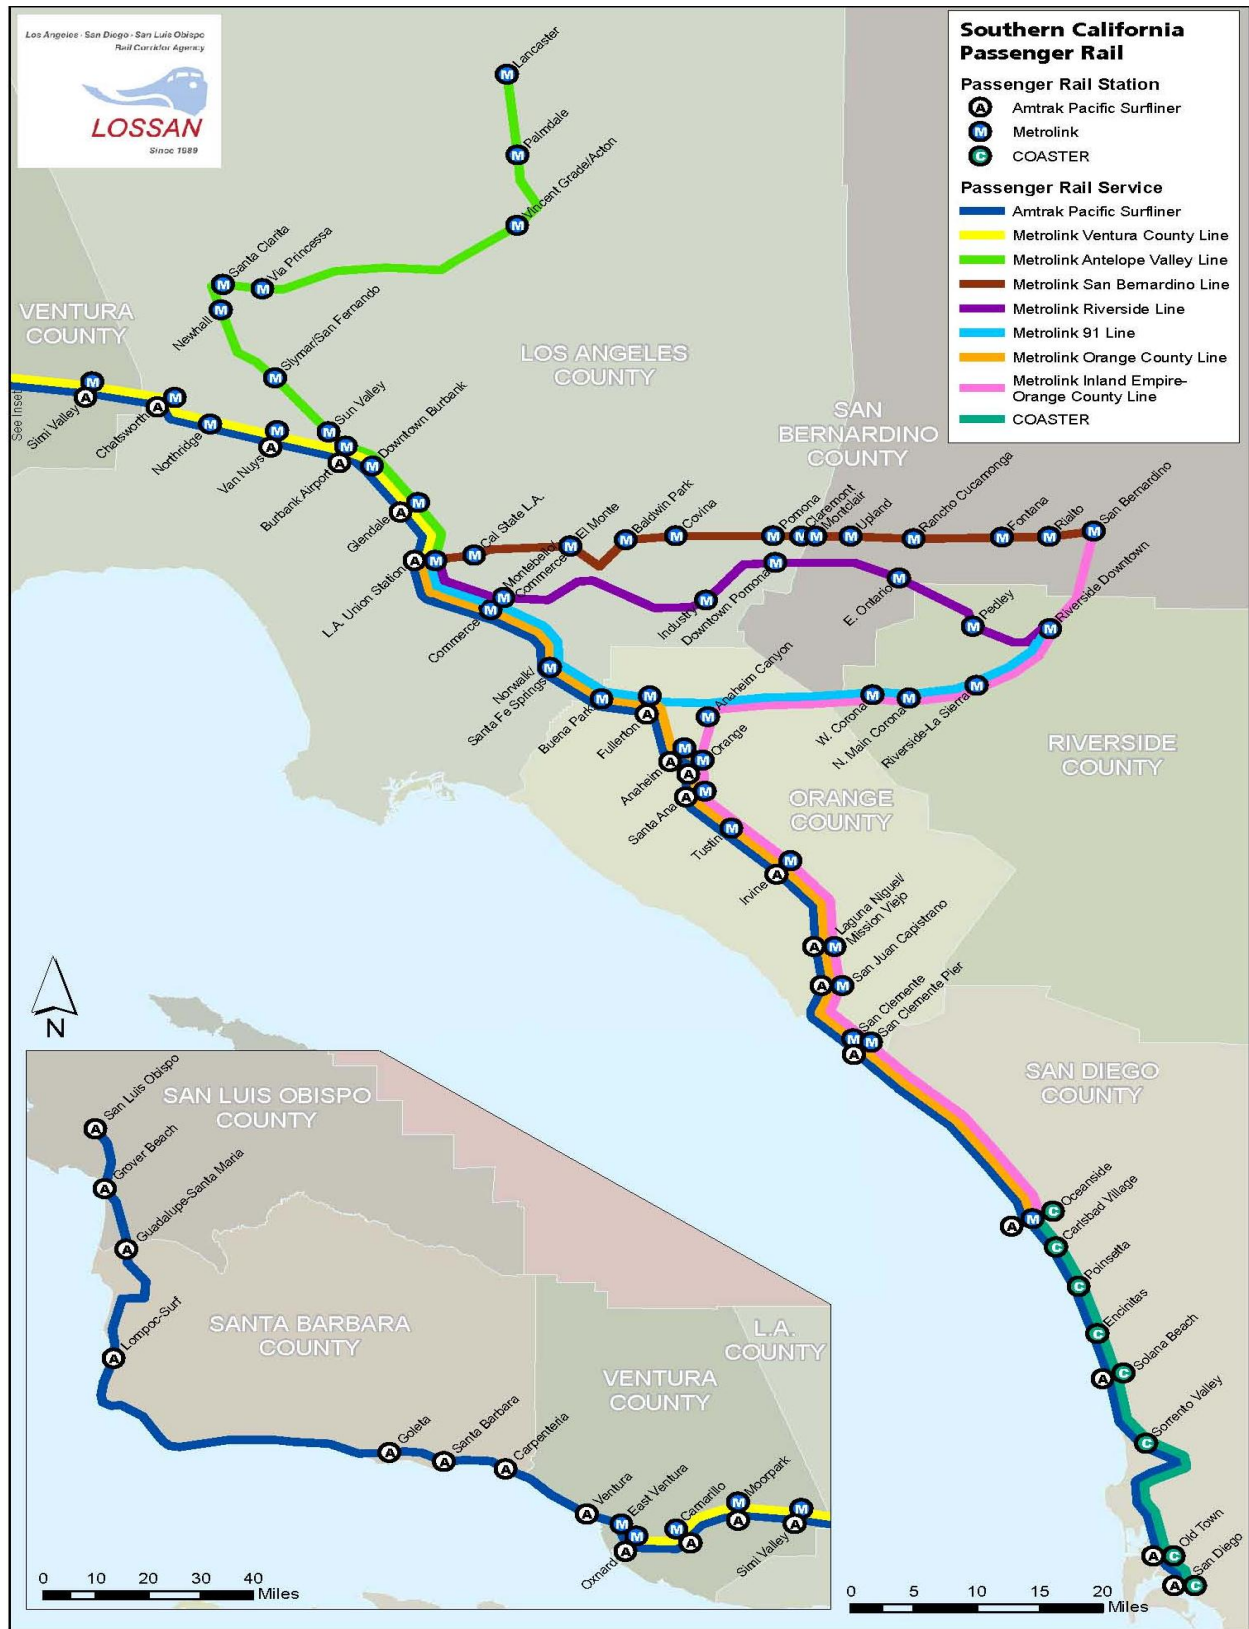 Los Angeles - San Diego - San Luis Obispo
Rail Corridor Agency
LOSSAN
Since 1989
Southern California
Passenger Rail
Passenger Rail Station
A Amtrak Pacific Surfliner
M Metrolink
C COASTER
Passenger Rail Service
Amtrak Pacific Surfliner
Metrolink Ventura County Line
Metrolink Antelope Valley Line
Metrolink San Bernardino Line
Metrolink Riverside Line
Metrolink 91 Line
Metrolink Orange County Line
Metrolink Inland Empire-
Orange County Line
COASTER
Lancaster
Palmdale
Vincent Grade/Acton
Santa Clarita
Via Princessa
Newhall
Slymar/San Fernando
VENTURA
COUNTY
LOS ANGELES
COUNTY
SAN
BERNARDINO
COUNTY
See Inset
Simi Valley
Chatsworth
Northridge
Van Nuys
Sun Valley
Burbank Airport
Downtown Burbank
Glendale
L.A. Union Station
Cal State L.A.
El Monte
Baldwin Park
Covina
Pomona
Claremont
Montclair
Upland
Rancho Cucamonga
Fontana
Rialto
San Bernardino
Montebello/
Commerce
Commerce
Industry
Downtown Pomona
E. Ontario
Pedley
Riverside Downtown
Norwalk/
Santa Fe Springs
Buena Park
Fullerton
Anaheim Canyon
W. Corona
N. Main Corona
Riverside-La Sierra
Anaheim
Orange
Santa Ana
RIVERSIDE
COUNTY
ORANGE
COUNTY
Tustin
Irvine
Laguna Niguel/
Mission Viejo
San Juan Capistrano
San Clemente
San Clemente Pier
N
SAN DIEGO
COUNTY
Oceanside
Carlsbad Village
Poinsetta
Encinitas
Solana Beach
Sorrento Valley
Old Town
San Diego
SAN LUIS OBISPO
COUNTY
San Luis Obispo
Grover Beach
Guadalupe-Santa Maria
Lompoc-Surf
SANTA BARBARA
COUNTY
L.A.
COUNTY
VENTURA
COUNTY
Goleta
Santa Barbara
Carpenteria
Ventura
East Ventura
Oxnard
Camarillo
Moorpark
Simi Valley
0 10 20 30 40
Miles
0 5 10 15 20
Miles